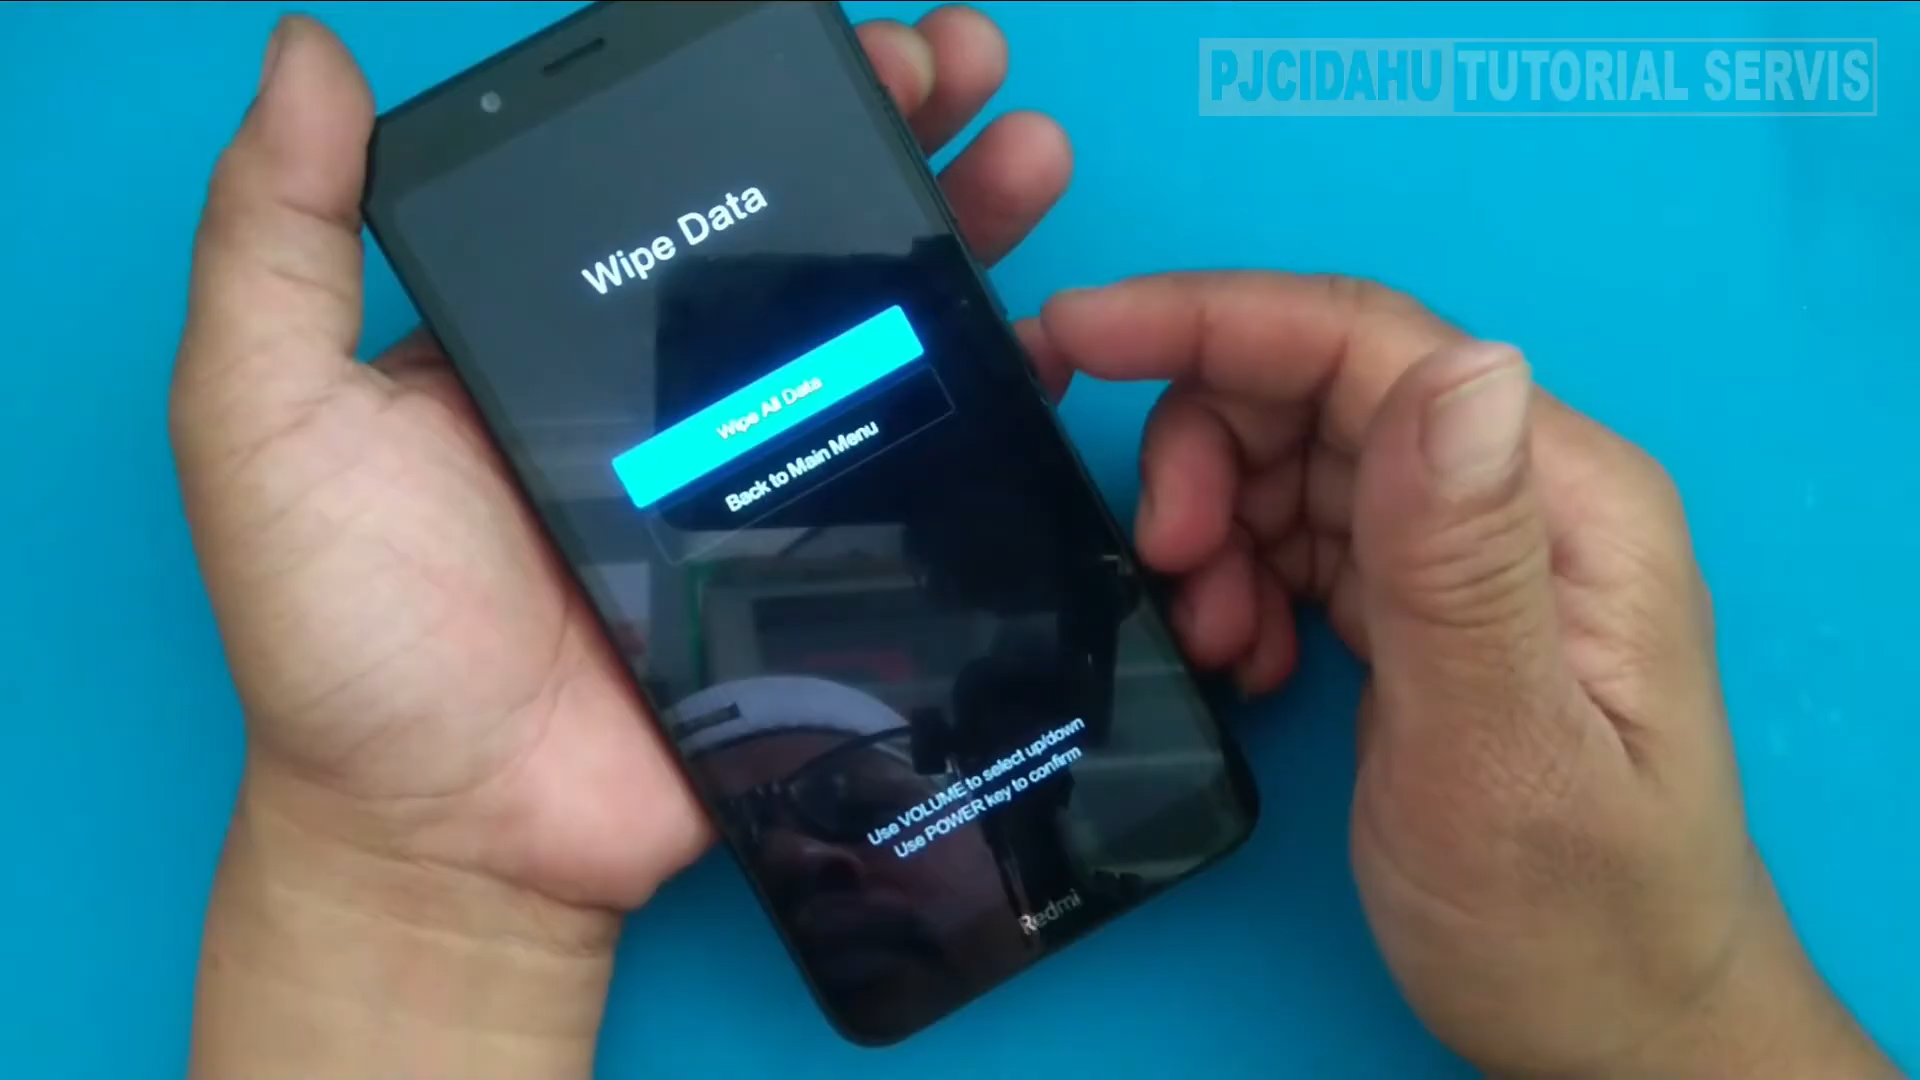 PJCIDAHU TUTORIAL SERVIS
Wipe Data
Wipe All Data
Back to Main Menu
Use VOLUME to select up/down
Use POWER key to confirm
Redmi